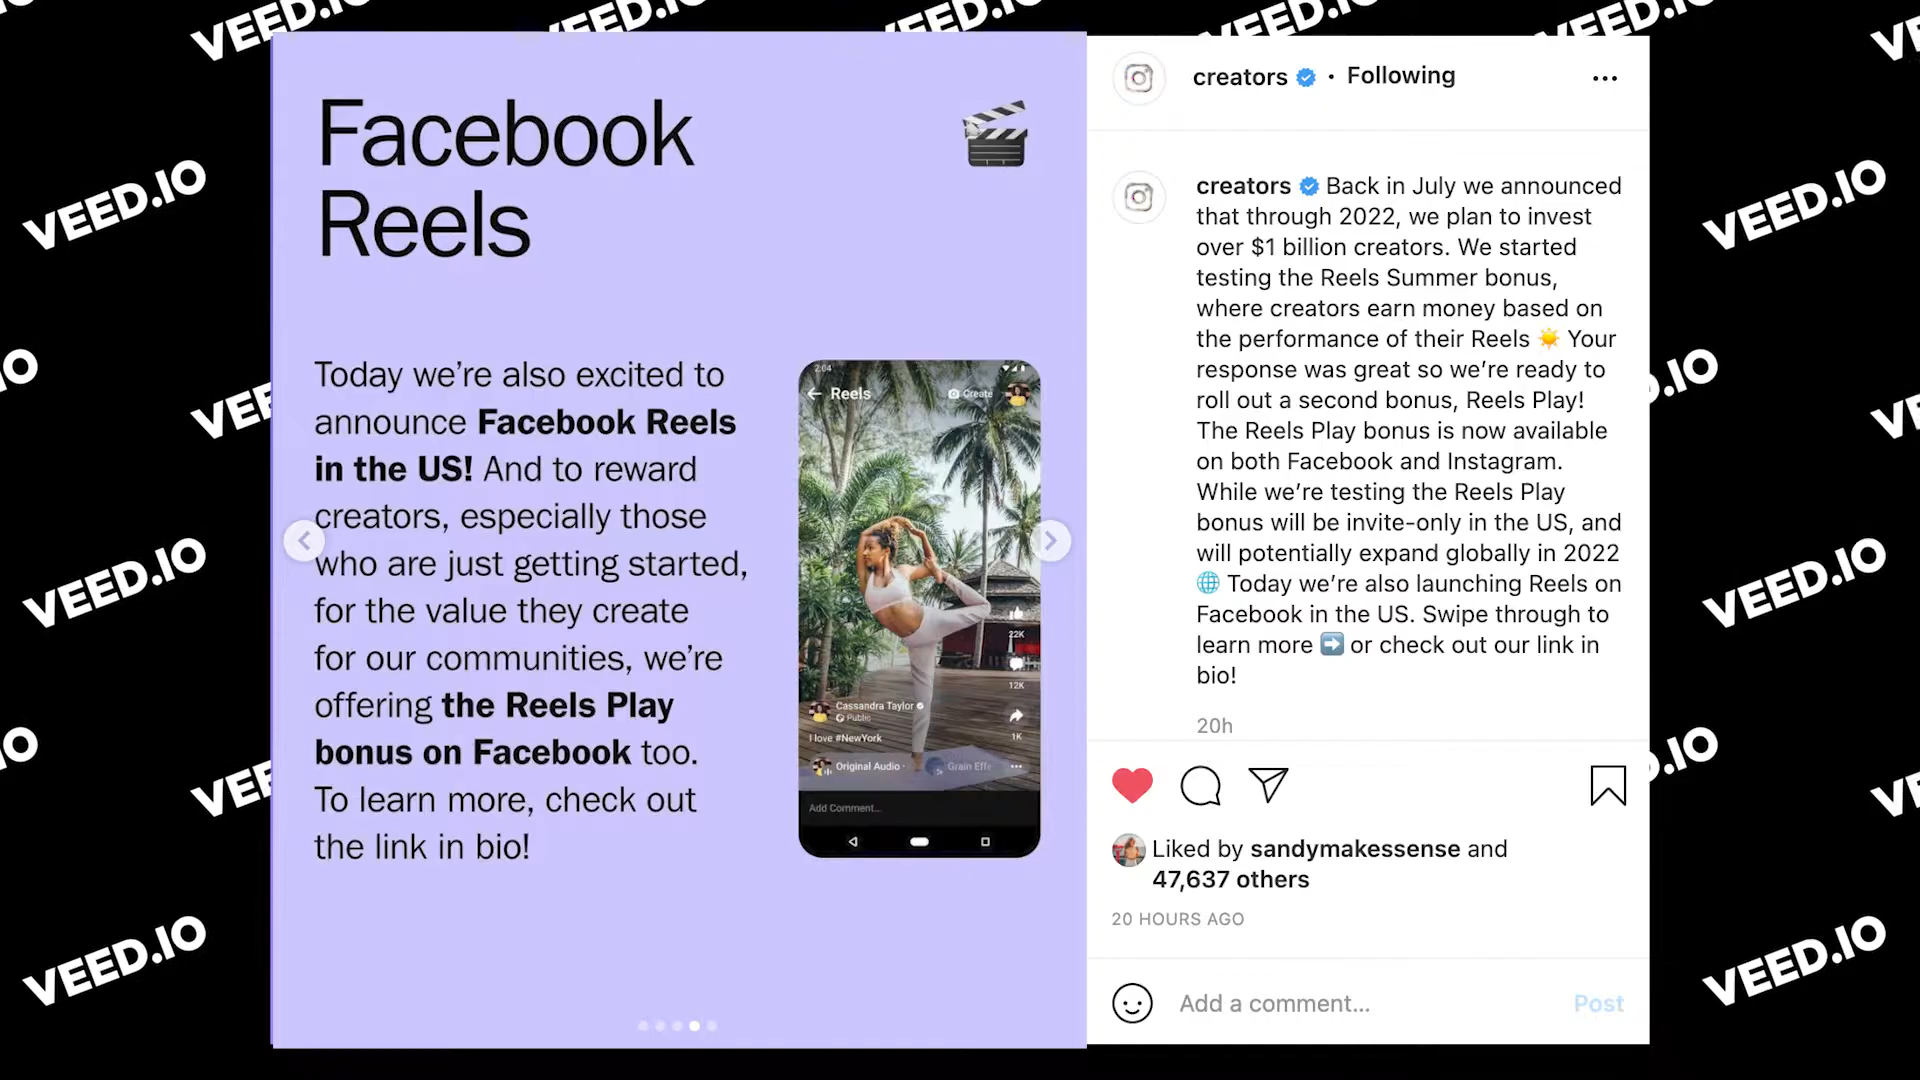 Facebook
Reels
Today we’re also excited to
announce Facebook Reels
in the US! And to reward
creators, especially those
who are just getting started,
for the value they create
for our communities, we’re
offering the Reels Play
bonus on Facebook too.
To learn more, check out
the link in bio!
2:04
Reels
Create
22K
12K
1K
Cassandra Taylor
Public
I love #NewYork
Original Audio ·
Grain Effe
Add Comment...
creators • Following
creators Back in July we announced
that through 2022, we plan to invest
over $1 billion creators. We started
testing the Reels Summer bonus,
where creators earn money based on
the performance of their Reels ☀️ Your
response was great so we’re ready to
roll out a second bonus, Reels Play!
The Reels Play bonus is now available
on both Facebook and Instagram.
While we’re testing the Reels Play
bonus will be invite-only in the US, and
will potentially expand globally in 2022
🌐 Today we’re also launching Reels on
Facebook in the US. Swipe through to
learn more ➡️ or check out our link in
bio!
20h
Liked by sandymakessense and
47,637 others
20 HOURS AGO
Add a comment...
Post
VEED.IO
VEED.IO
VEED.IO
VEED.IO
VEED.IO
VEED.IO